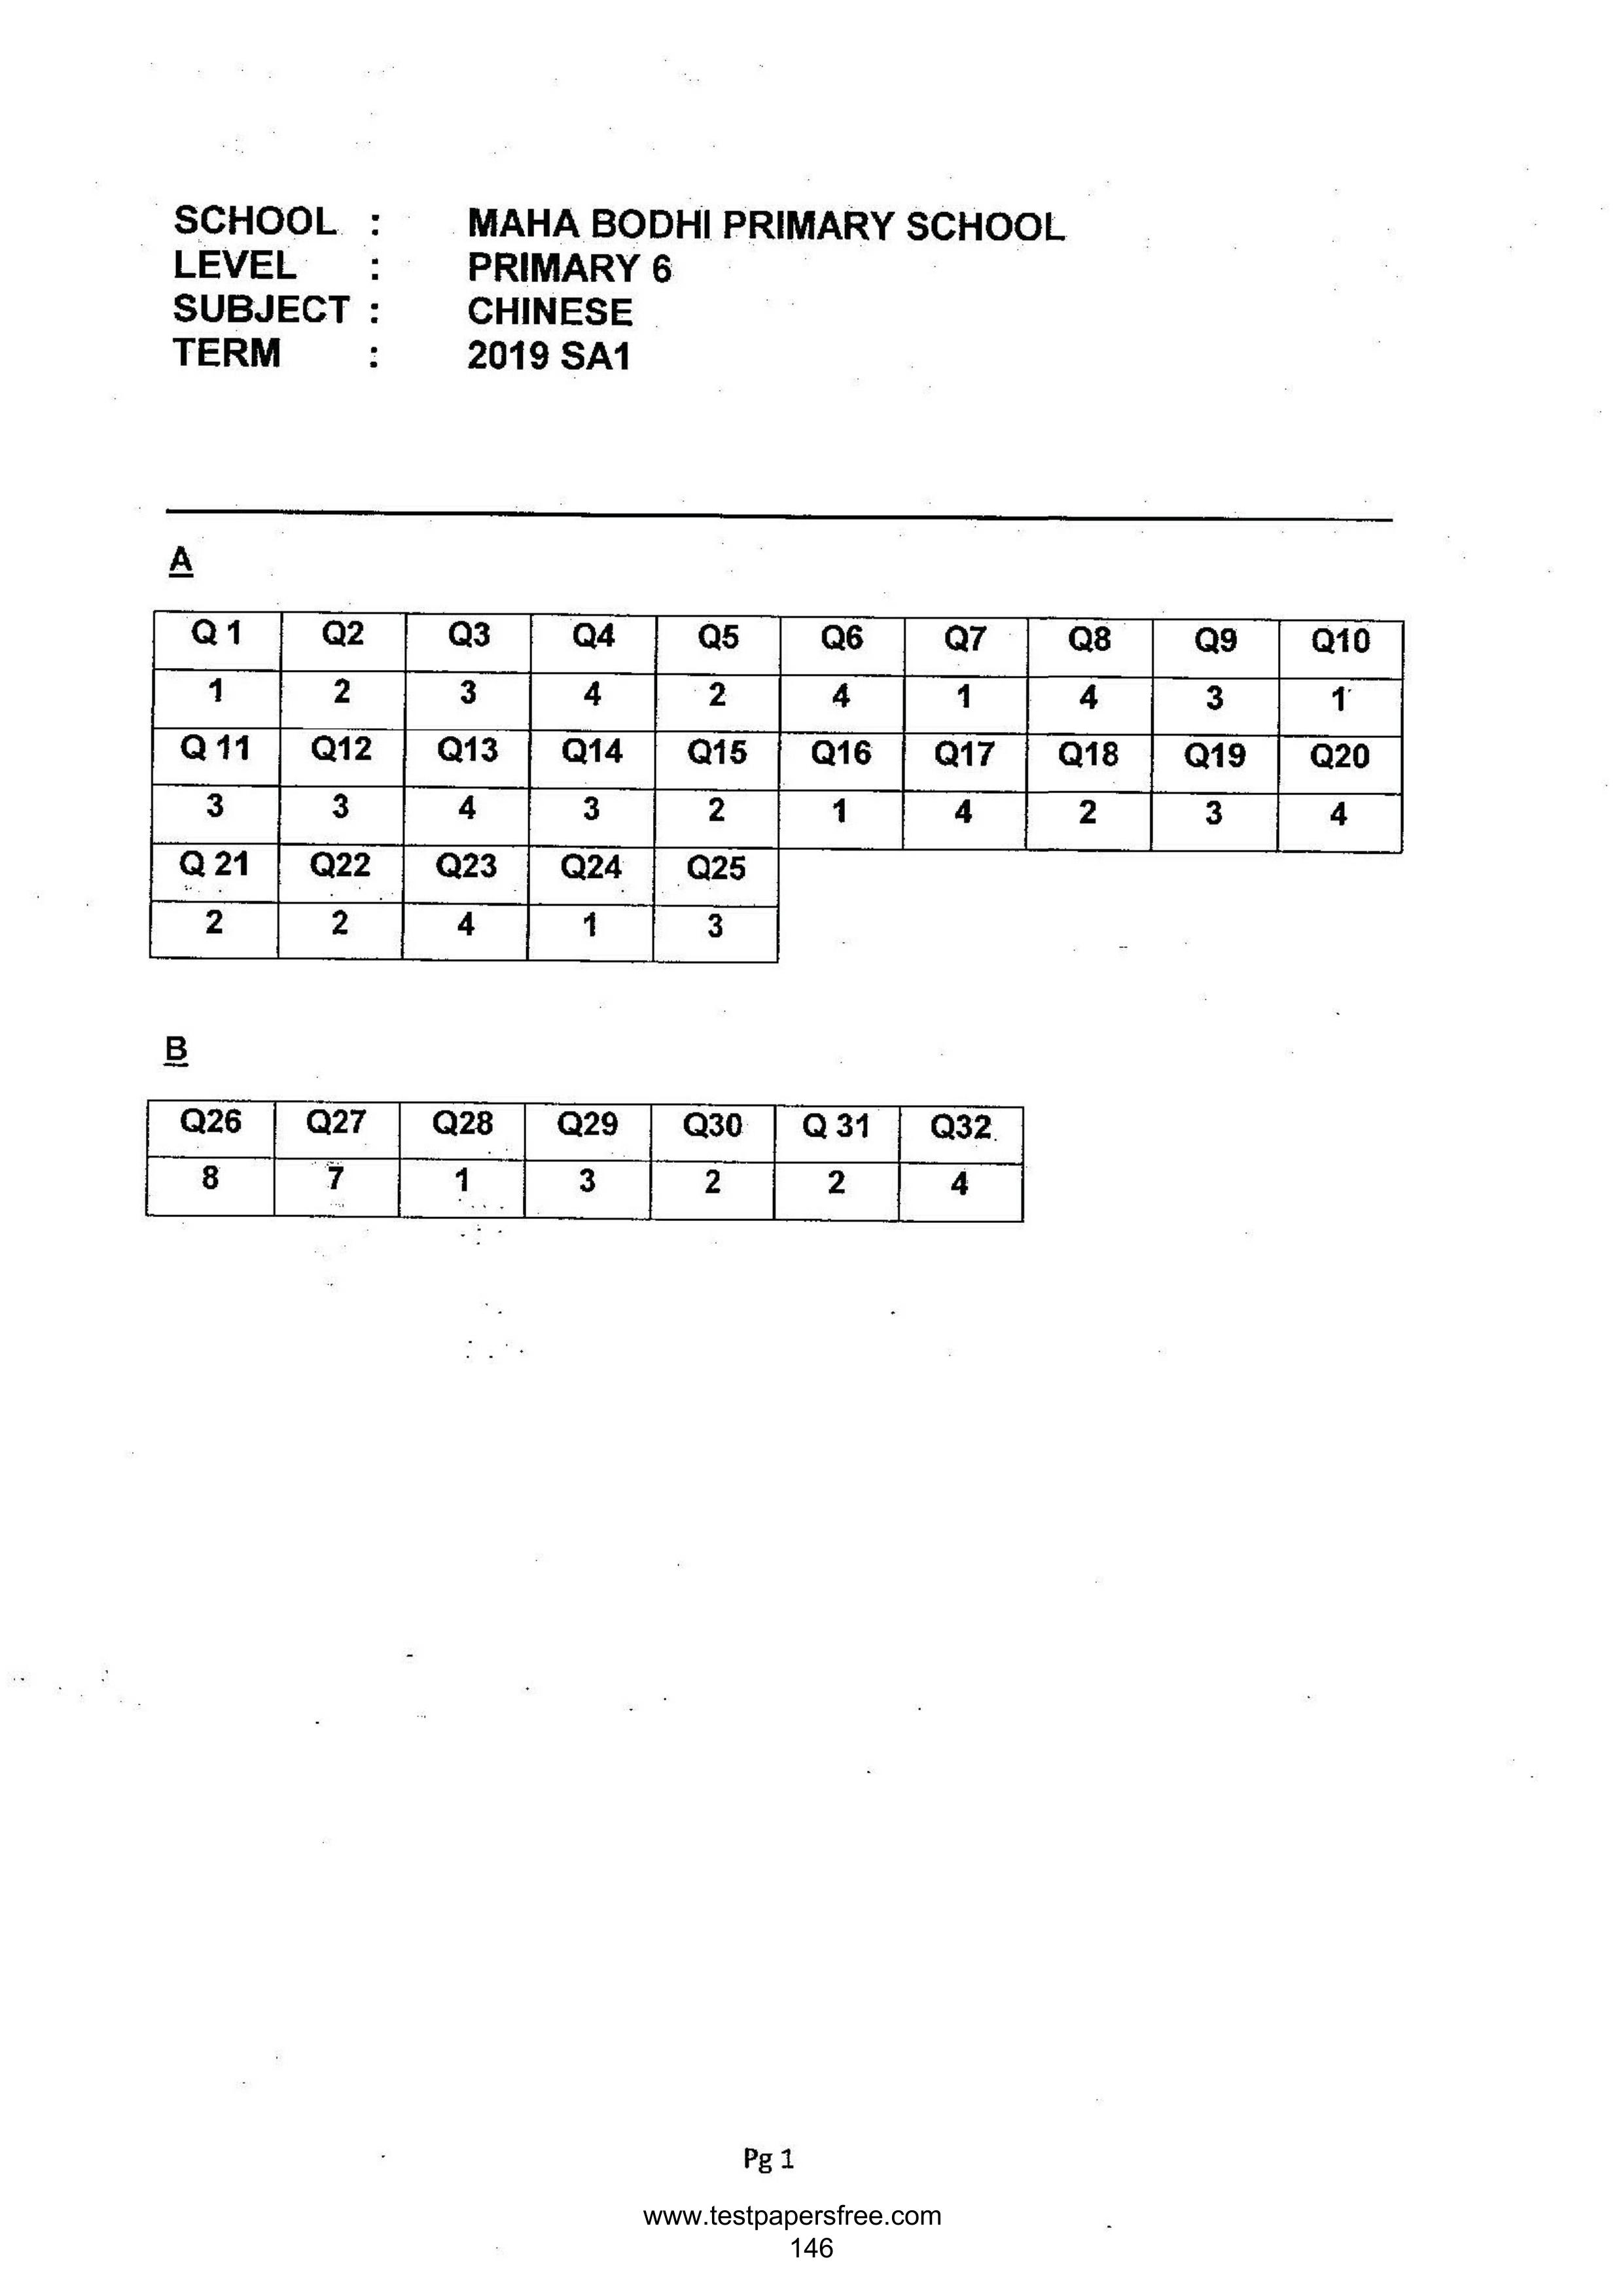 SCHOOL : MAHA BODHI PRIMARY SCHOOL
LEVEL : PRIMARY 6
SUBJECT : CHINESE
TERM : 2019 SA1
A
Q 1 Q2 Q3 Q4 Q5 Q6 Q7 Q8 Q9 Q10
1 2 3 4 2 4 1 4 3 1
Q 11 Q12 Q13 Q14 Q15 Q16 Q17 Q18 Q19 Q20
3 3 4 3 2 1 4 2 3 4
Q 21 Q22 Q23 Q24 Q25
2 2 4 1 3
B
Q26 Q27 Q28 Q29 Q30 Q 31 Q32
8 7 1 3 2 2 4
Pg 1
www.testpapersfree.com
146